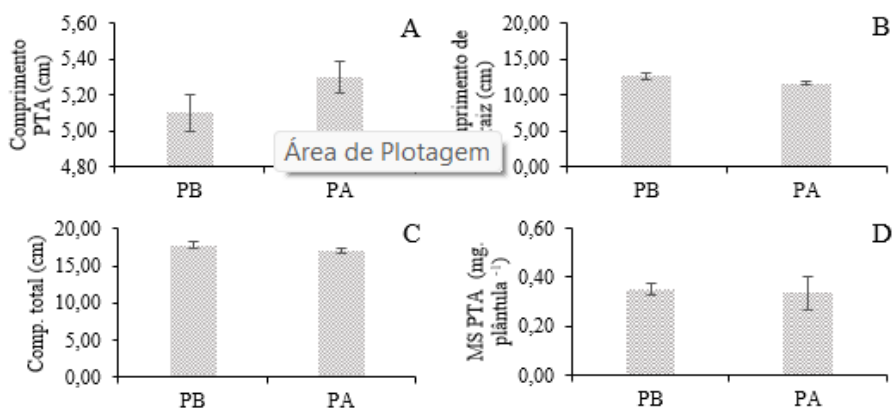 A
Comprimento
PTA (cm)
5,60
5,40
5,20
5,00
4,80
PB
PA
Área de Plotagem
B
de
(cm)
20,00
15,00
10,00
5,00
0,00
PB
PA
C
Comp. total (cm)
20,00
15,00
10,00
5,00
0,00
PB
PA
D
MS PTA (mg.
plântula ⁻¹)
0,60
0,40
0,20
0,00
PB
PA